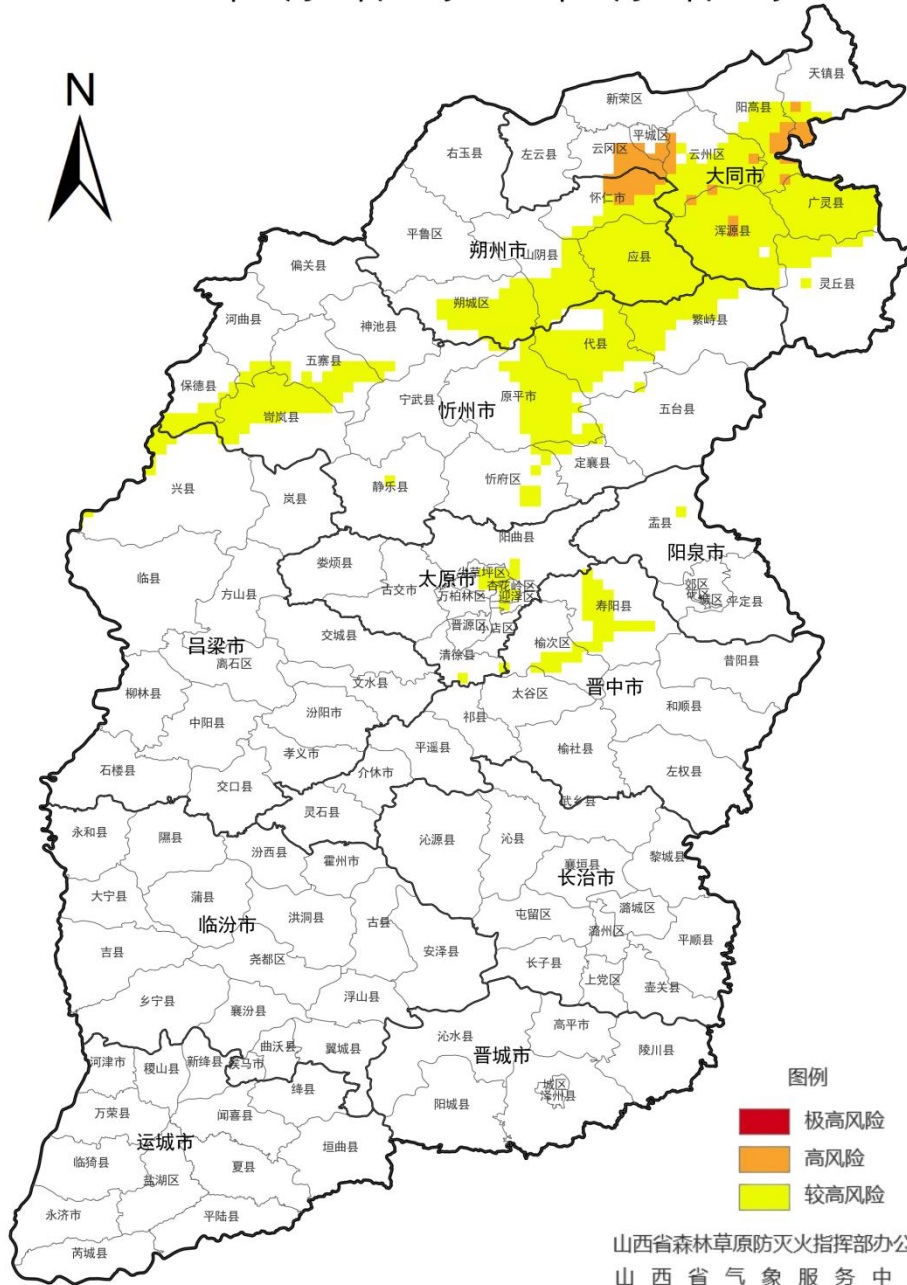 N
天镇县
新荣区
阳高县
平城区
右玉县
左云县
云冈区
云州区
大同市
怀仁市
广灵县
平鲁区
朔州市
山阴县
应县
浑源县
偏关县
灵丘县
朔城区
河曲县
神池县
繁峙县
代县
五寨县
保德县
宁武县
原平市
忻州市
五台县
岢岚县
定襄县
兴县
岚县
静乐县
忻府区
盂县
阳曲县
阳泉市
娄烦县
太原市
尖草坪区
杏花岭区
古交市
万柏林区
迎泽区
郊区
城区
平定县
临县
方山县
寿阳县
晋源区
小店区
交城县
吕梁市
榆次区
清徐县
离石区
昔阳县
文水县
晋中市
太谷区
柳林县
中阳县
汾阳市
祁县
和顺县
孝义市
平遥县
榆社县
石楼县
介休市
左权县
交口县
灵石县
武乡县
永和县
隰县
汾西县
霍州市
沁源县
沁县
黎城县
襄垣县
长治市
大宁县
蒲县
临汾市
洪洞县
古县
屯留区
潞城区
潞州区
平顺县
吉县
尧都区
安泽县
长子县
上党区
壶关县
乡宁县
襄汾县
浮山县
沁水县
高平市
曲沃县
翼城县
晋城市
陵川县
河津市
稷山县
新绛县
侯马市
绛县
城区
泽州县
阳城县
万荣县
闻喜县
运城市
垣曲县
临猗县
夏县
盐湖区
永济市
平陆县
芮城县
图例
极高风险
高风险
较高风险
山西省森林草原防灭火指挥部办公
山西省气象服务中